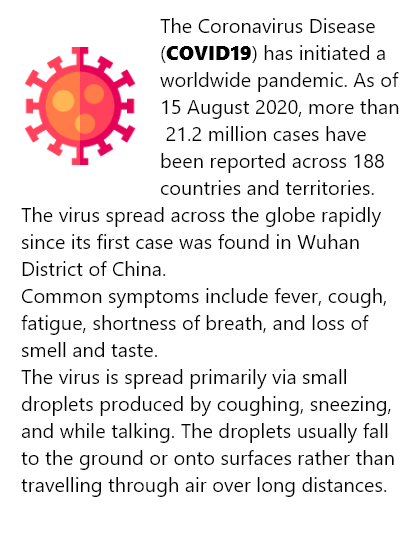 The Coronavirus Disease
(COVID19) has initiated a
worldwide pandemic. As of
15 August 2020, more than
21.2 million cases have
been reported across 188
countries and territories.
The virus spread across the globe rapidly
since its first case was found in Wuhan
District of China.
Common symptoms include fever, cough,
fatigue, shortness of breath, and loss of
smell and taste.
The virus is spread primarily via small
droplets produced by coughing, sneezing,
and while talking. The droplets usually fall
to the ground or onto surfaces rather than
travelling through air over long distances.